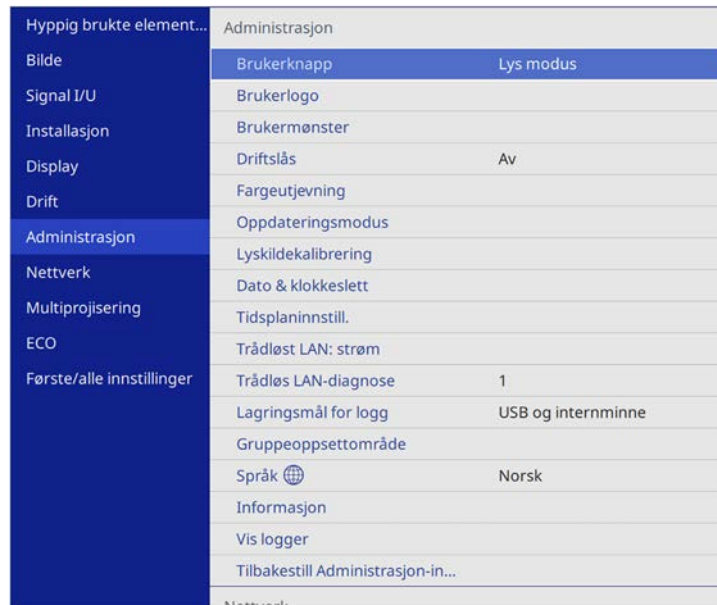 Hyppig brukte element...
Bilde
Signal I/U
Installasjon
Display
Drift
Administrasjon
Nettverk
Multiprojisering
ECO
Første/alle innstillinger
Administrasjon
Brukerknapp Lys modus
Brukerlogo
Brukermønster
Driftslås Av
Fargeutjevning
Oppdateringsmodus
Lyskildekalibrering
Dato & klokkeslett
Tidsplaninnstill.
Trådløst LAN: strøm
Trådløs LAN-diagnose 1
Lagringsmål for logg USB og internminne
Gruppeoppsettområde
Språk Norsk
Informasjon
Vis logger
Tilbakestill Administrasjon-in...
Nettverk